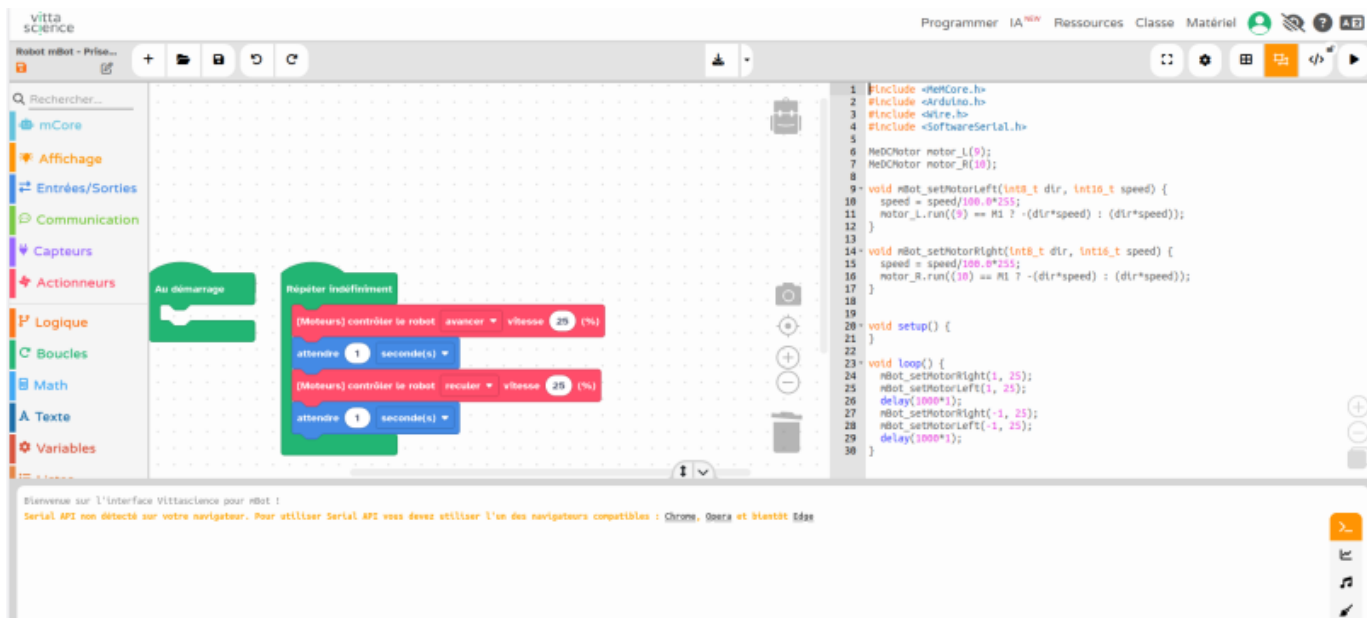 vitta
science
Programmer IA NEW Ressources Classe Matériel
Robot mBot - Prise...
Rechercher...
mCore
Affichage
Entrées/Sorties
Communication
Capteurs
Actionneurs
Logique
Boucles
Math
Texte
Variables
Au démarrage
Répéter indéfiniment
[Moteurs] contrôler le robot avancer vitesse 25 (%)
attendre 1 seconde(s)
[Moteurs] contrôler le robot reculer vitesse 25 (%)
attendre 1 seconde(s)
1 #include <MeMCore.h>
2 #include <Arduino.h>
3 #include <Wire.h>
4 #include <SoftwareSerial.h>
5
6 MeDCMotor motor_L(9);
7 MeDCMotor motor_R(10);
8
9 void mBot_setMotorLeft(int8_t dir, int16_t speed) {
10 speed = speed/100.0*255;
11 motor_L.run((9) == M1 ? -(dir*speed) : (dir*speed));
12 }
13
14 void mBot_setMotorRight(int8_t dir, int16_t speed) {
15 speed = speed/100.0*255;
16 motor_R.run((10) == M1 ? -(dir*speed) : (dir*speed));
17 }
18
19
20 void setup() {
21 }
22
23 void loop() {
24 mBot_setMotorRight(1, 25);
25 mBot_setMotorLeft(1, 25);
26 delay(1000*1);
27 mBot_setMotorRight(-1, 25);
28 mBot_setMotorLeft(-1, 25);
29 delay(1000*1);
30 }
Bienvenue sur l'interface Vittascience pour mBot !
Serial API non détecté sur votre navigateur. Pour utiliser Serial API vous devez utiliser l'un des navigateurs compatibles : Chrome, Opera et bientôt Edge